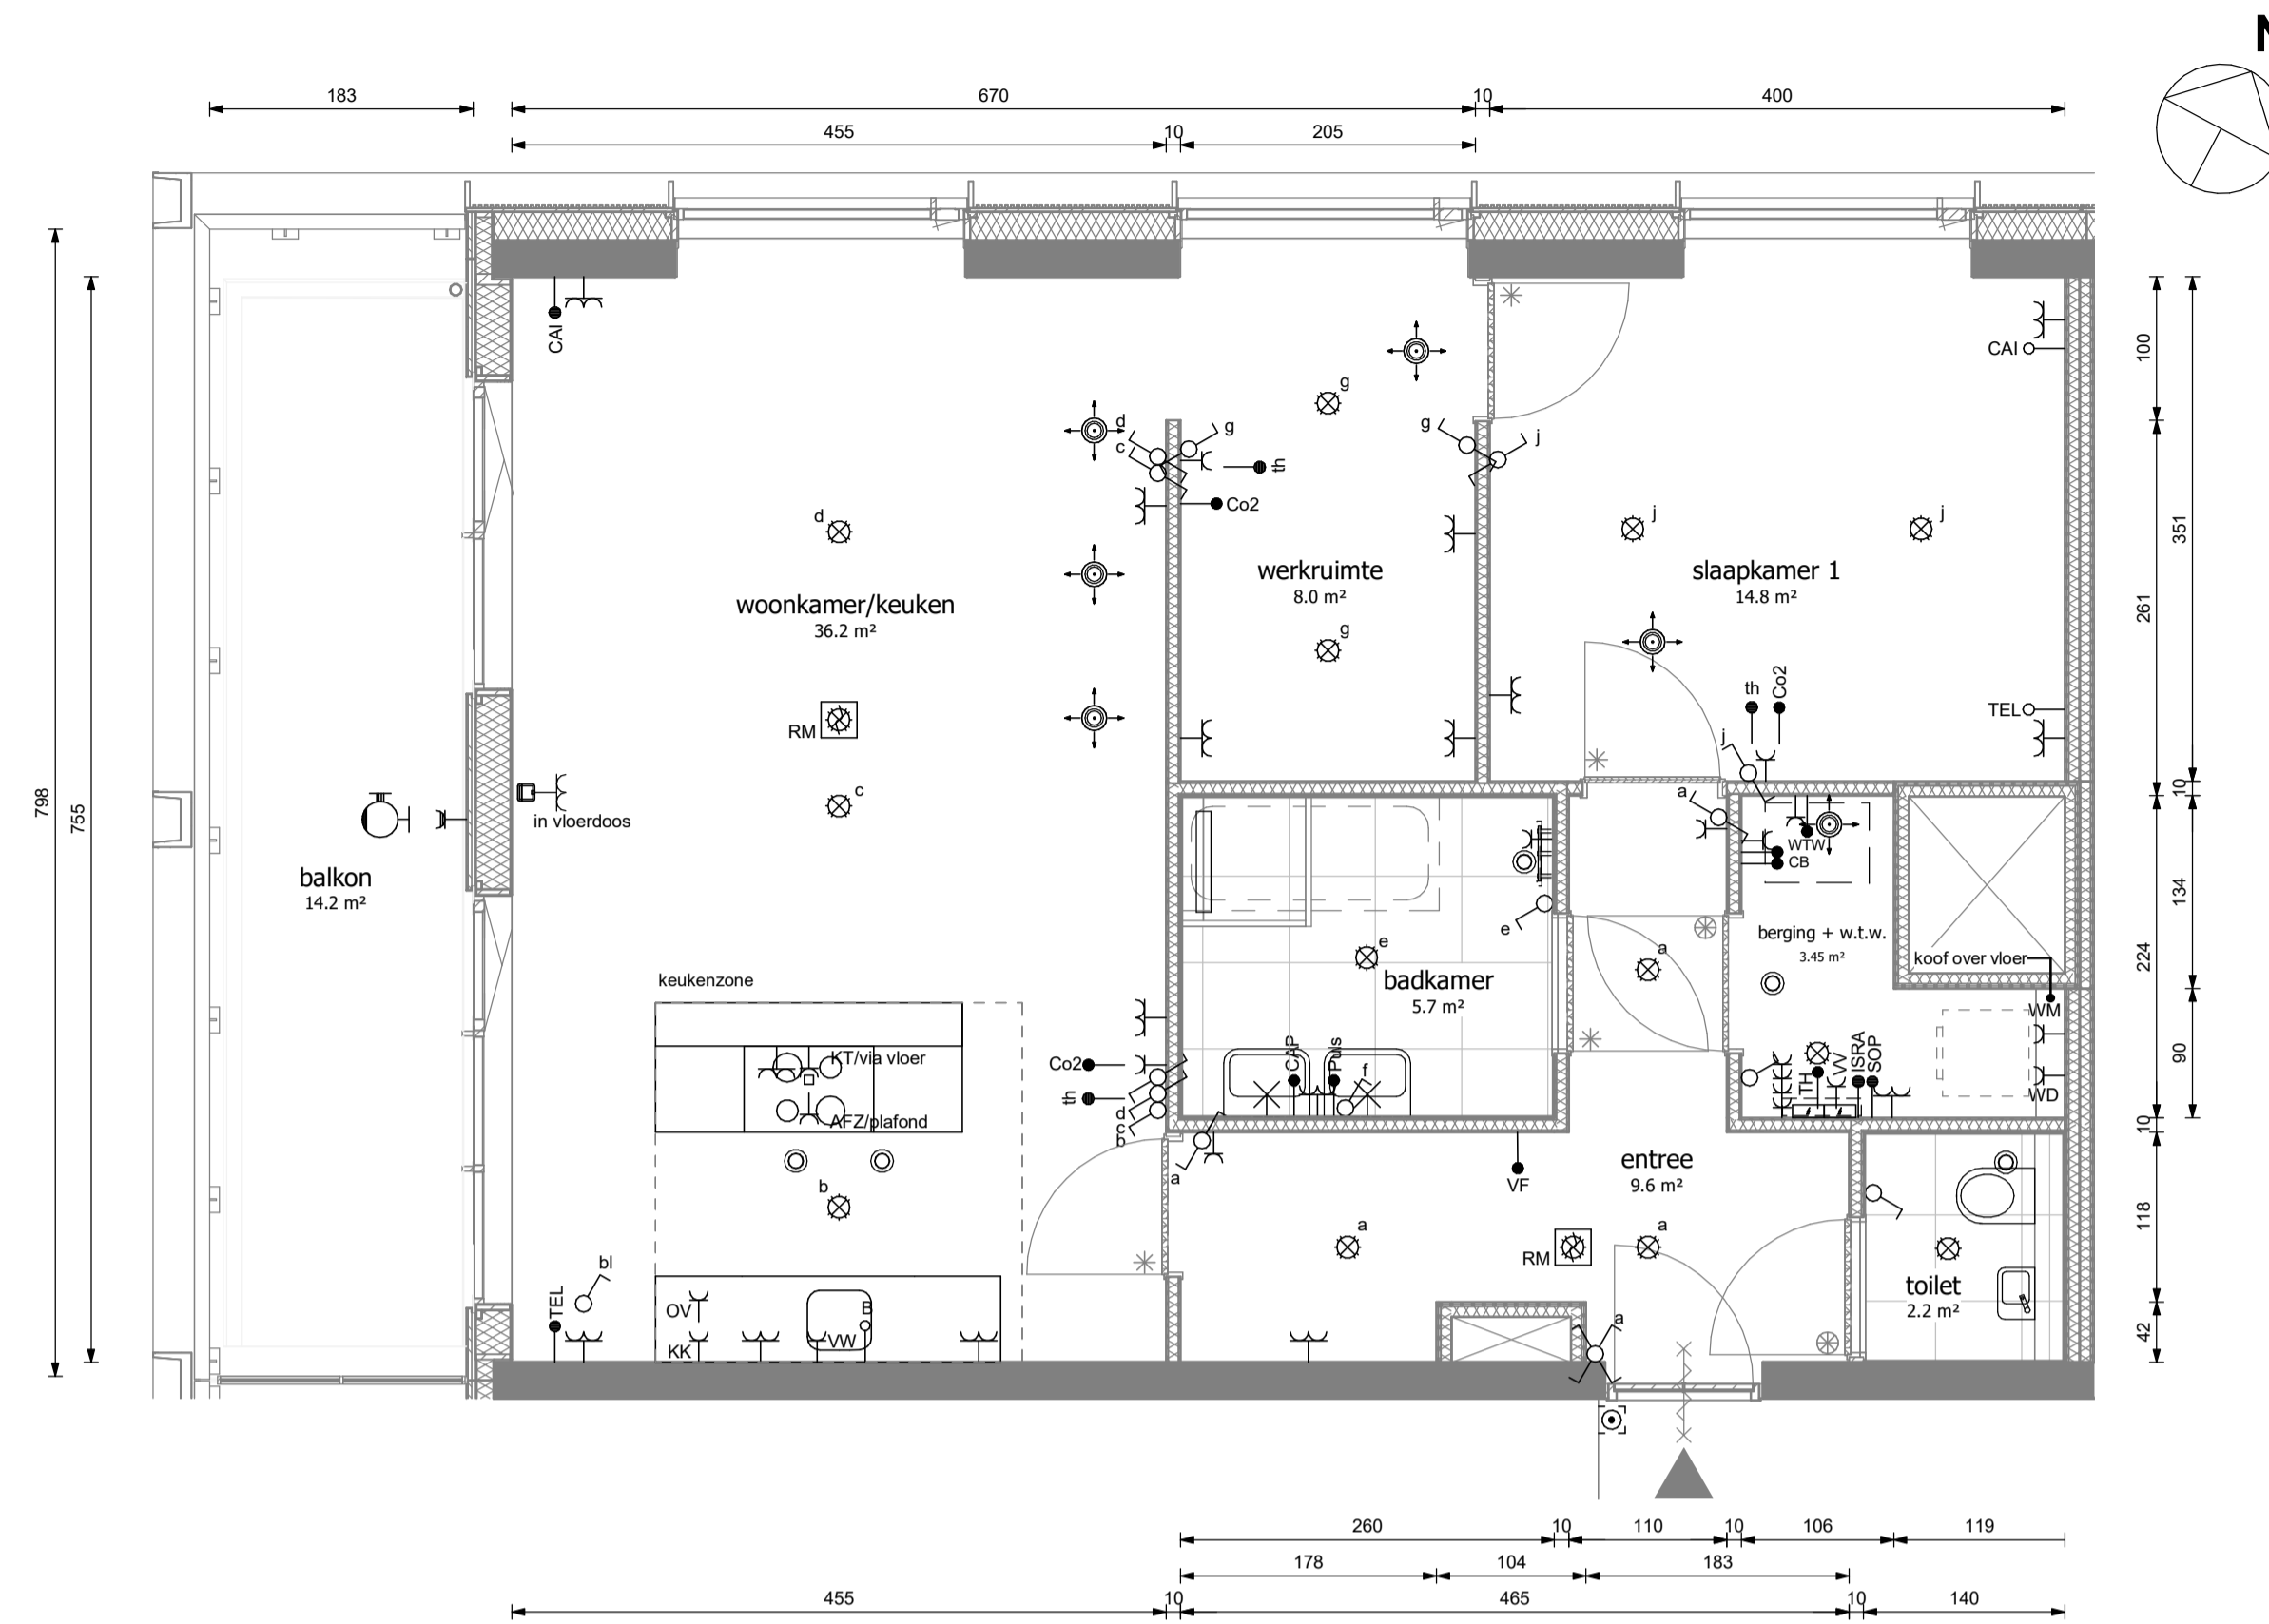 N
183
670
10
400
455
10
205
CAI
100
CAI
g
d
c
g
g
j
th
Co2
351
d
j
j
werkruimte
8.0 m²
slaapkamer 1
14.8 m²
woonkamer/keuken
36.2 m²
261
g
RM
th
Co2
TEL
j
c
798
755
in vloerdoos
a
10
WTW
CB
balkon
14.2 m²
134
e
e
a
berging + w.t.w.
3.45 m²
koof over vloer
224
keukenzone
badkamer
5.7 m²
WM
KT/via vloer
Co2
CAP
Puls
f
TH
VV
ISRA
SOP
90
WD
th
d
c
b
AFZ/plafond
10
a
VF
entree
9.6 m²
b
118
a
RM
a
bl
TEL
toilet
2.2 m²
OV
B
KK
VW
a
42
260
10
110
10
106
119
178
104
183
455
10
465
10
140